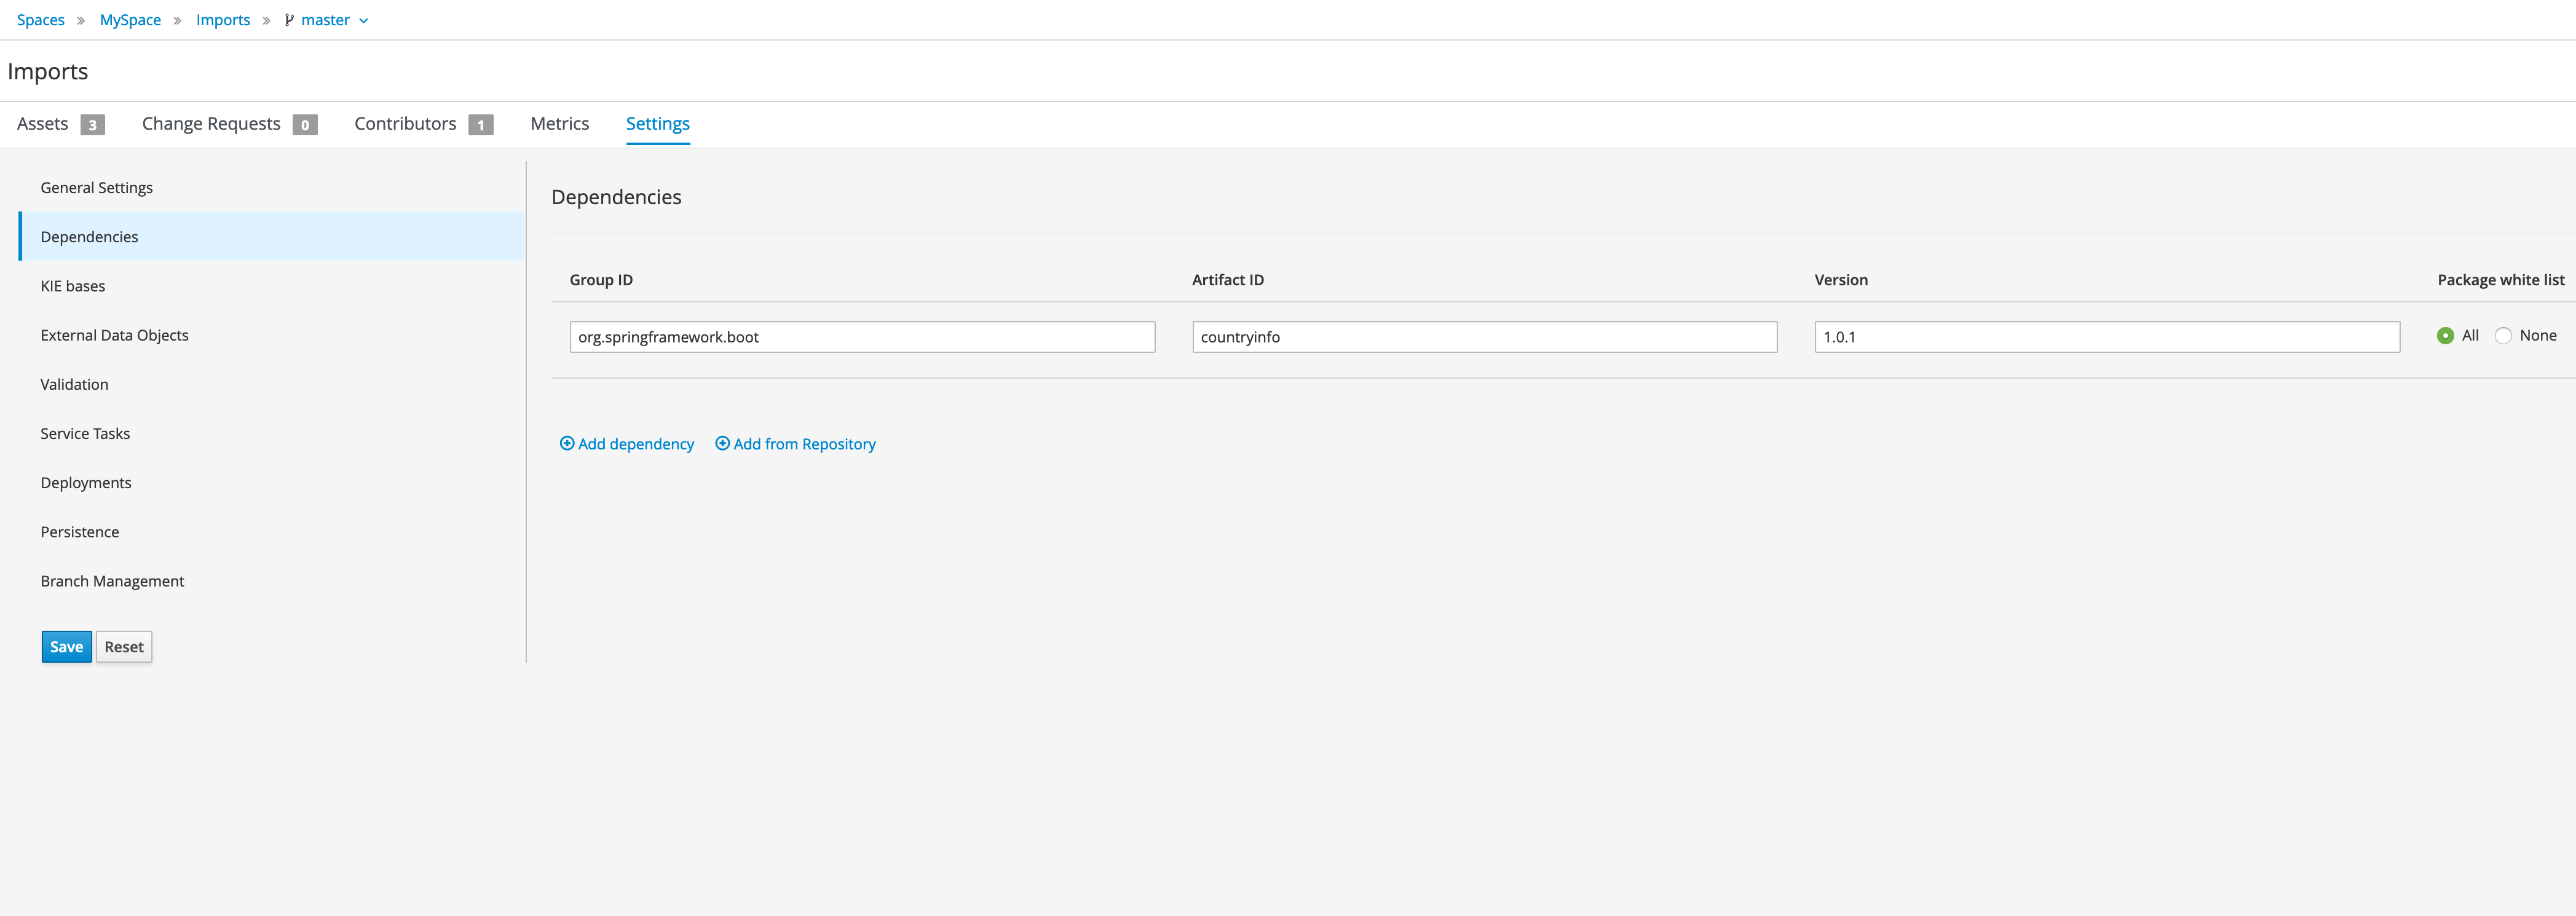 Spaces » MySpace » Imports » master
Imports
Assets 3 Change Requests 0 Contributors 1 Metrics Settings
General Settings
Dependencies
KIE bases
External Data Objects
Validation
Service Tasks
Deployments
Persistence
Branch Management
Save Reset
Dependencies
Group ID Artifact ID Version Package white list
org.springframework.boot countryinfo 1.0.1 All None
Add dependency Add from Repository